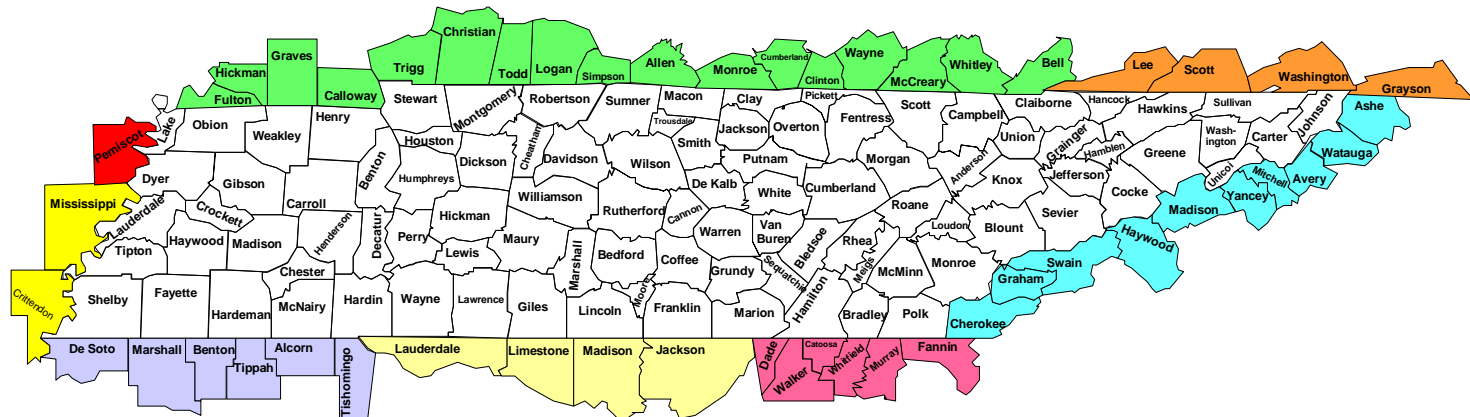 Christian
Graves
Wayne
Allen
Cumberland
Hickman
Trigg
Todd
Logan
Simpson
Monroe
Clinton
McCreary
Whitley
Bell
Lee
Scott
Washington
Grayson
Fulton
Calloway
Stewart
Montgomery
Robertson
Sumner
Macon
Clay
Pickett
Scott
Claiborne
Hancock
Hawkins
Sullivan
Johnson
Ashe
Lake
Obion
Weakley
Henry
Trousdale
Jackson
Overton
Fentress
Campbell
Union
Grainger
Hamblen
Greene
Wash-
ington
Carter
Watauga
Pemiscot
Houston
Cheatham
Davidson
Wilson
Smith
Putnam
Morgan
Anderson
Knox
Jefferson
Cocke
Unicoi
Mitchell
Avery
Dyer
Gibson
Benton
Humphreys
Dickson
De Kalb
White
Cumberland
Roane
Sevier
Madison
Yancey
Mississippi
Lauderdale
Crockett
Carroll
Williamson
Rutherford
Cannon
Van
Buren
Loudon
Blount
Haywood
Tipton
Haywood
Madison
Henderson
Decatur
Perry
Hickman
Lewis
Maury
Marshall
Bedford
Coffee
Warren
Bledsoe
Rhea
Meigs
McMinn
Monroe
Swain
Graham
Crittendon
Shelby
Fayette
Hardeman
Chester
McNairy
Hardin
Wayne
Lawrence
Giles
Lincoln
Moore
Franklin
Grundy
Sequatchie
Marion
Hamilton
Bradley
Polk
Cherokee
De Soto
Marshall
Benton
Tippah
Alcorn
Tishomingo
Lauderdale
Limestone
Madison
Jackson
Dade
Walker
Catoosa
Whitfield
Murray
Fannin